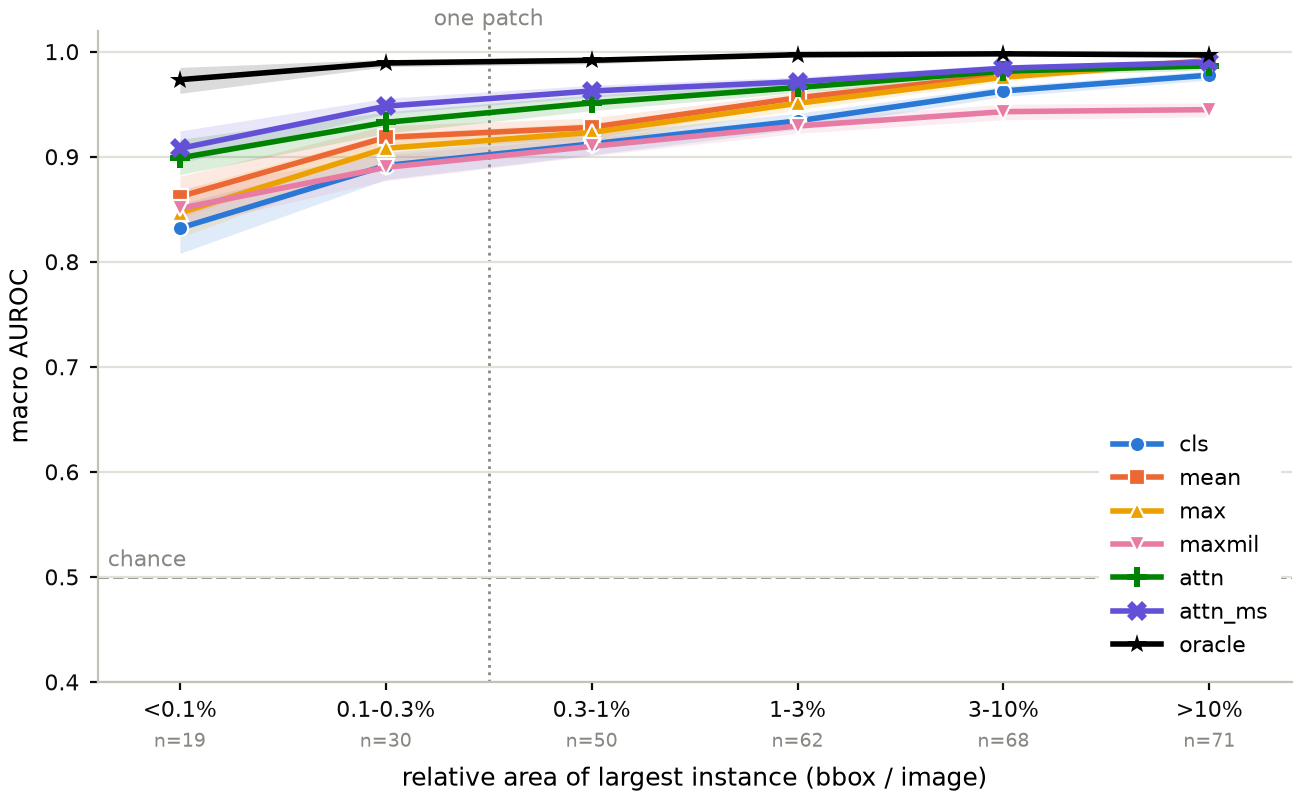 one patch
1.0
0.9
0.8
0.7
0.6
0.5
0.4
macro AUROC
chance
cls
mean
max
maxmil
attn
attn_ms
oracle
<0.1% 0.1-0.3% 0.3-1% 1-3% 3-10% >10%
n=19 n=30 n=50 n=62 n=68 n=71
relative area of largest instance (bbox / image)